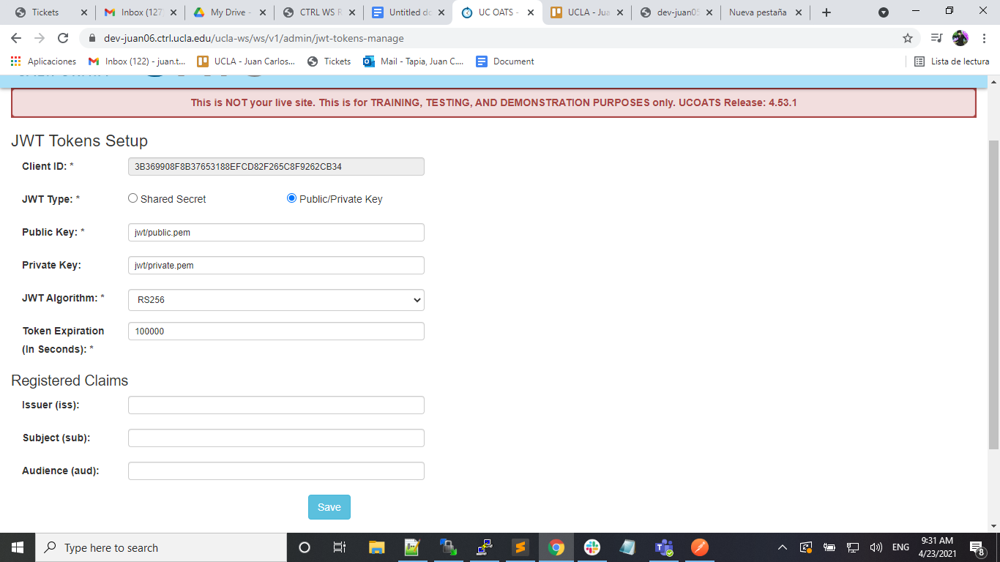 Tickets
Inbox (127
My Drive -
CTRL WS R
Untitled do
UC OATS -
UCLA - Jua
dev-juan05
Nueva pestaña
dev-juan06.ctrl.ucla.edu/ucla-ws/ws/v1/admin/jwt-tokens-manage
Aplicaciones
Inbox (122) - juan.t...
UCLA - Juan Carlos...
Tickets
Mail - Tapia, Juan C....
Document
Lista de lectura
This is NOT your live site. This is for TRAINING, TESTING, AND DEMONSTRATION PURPOSES only. UCOATS Release: 4.53.1
JWT Tokens Setup
Client ID: * 3B369908F8B37653188EFCD82F265C8F9262CB34
JWT Type: * Shared Secret Public/Private Key
Public Key: * jwt/public.pem
Private Key: jwt/private.pem
JWT Algorithm: * RS256
Token Expiration 100000
(In Seconds): *
Registered Claims
Issuer (iss):
Subject (sub):
Audience (aud):
Save
Type here to search
ENG
9:31 AM
4/23/2021
8